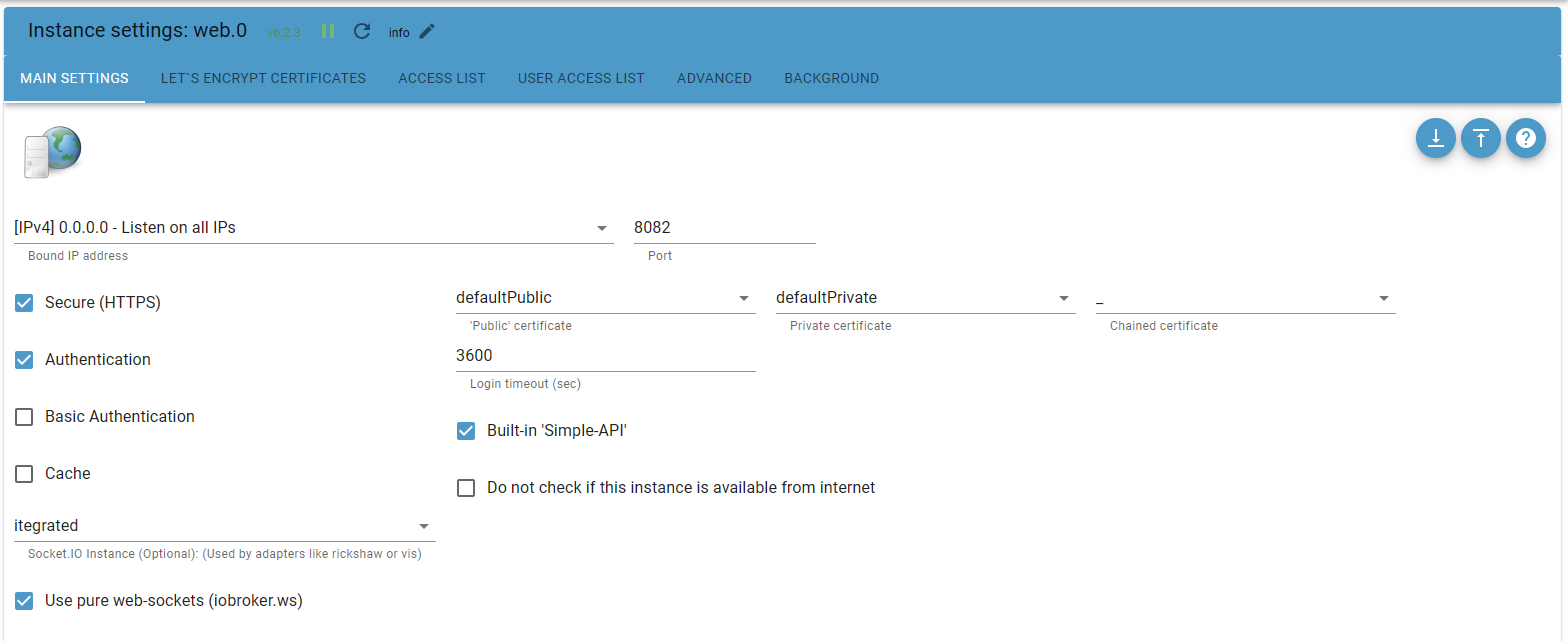 Instance settings: web.0 v6.2.3 info
MAIN SETTINGS LET`S ENCRYPT CERTIFICATES ACCESS LIST USER ACCESS LIST ADVANCED BACKGROUND
[IPv4] 0.0.0.0 - Listen on all IPs 8082
Bound IP address Port
Secure (HTTPS) defaultPublic defaultPrivate _
'Public' certificate Private certificate Chained certificate
Authentication 3600
Login timeout (sec)
Basic Authentication
Built-in 'Simple-API'
Cache
Do not check if this instance is available from internet
itegrated
Socket.IO Instance (Optional): (Used by adapters like rickshaw or vis)
Use pure web-sockets (iobroker.ws)